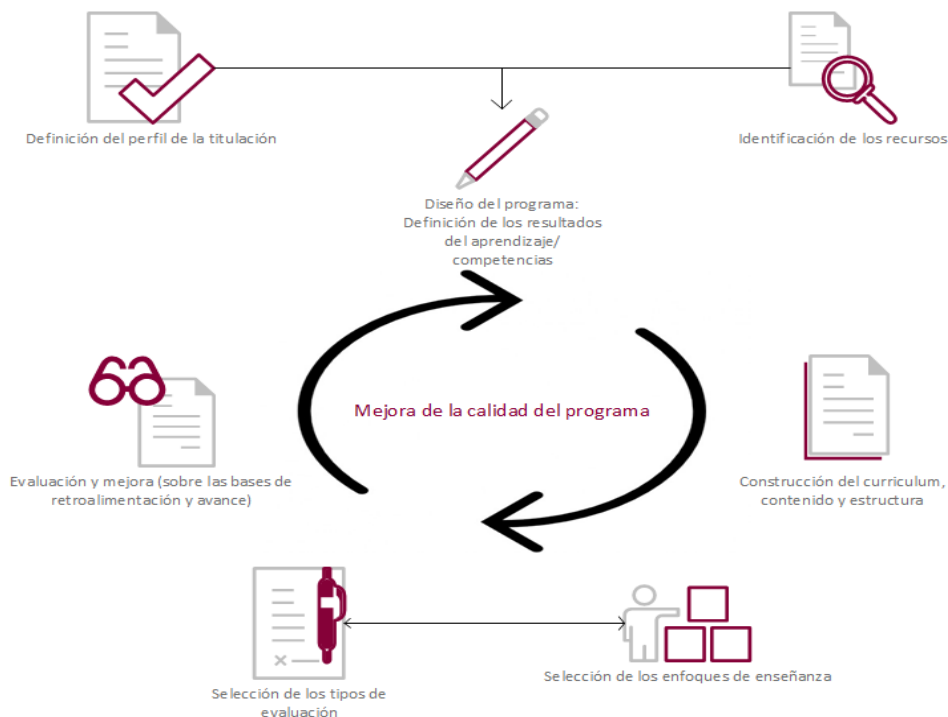 Definición del perfil de la titulación
Identificación de los recursos
Diseño del programa:
Definición de los resultados
del aprendizaje/
competencias
Mejora de la calidad del programa
Evaluación y mejora (sobre las bases de
retroalimentación y avance)
Construcción del curriculum,
contenido y estructura
Selección de los tipos de
evaluación
Selección de los enfoques de enseñanza